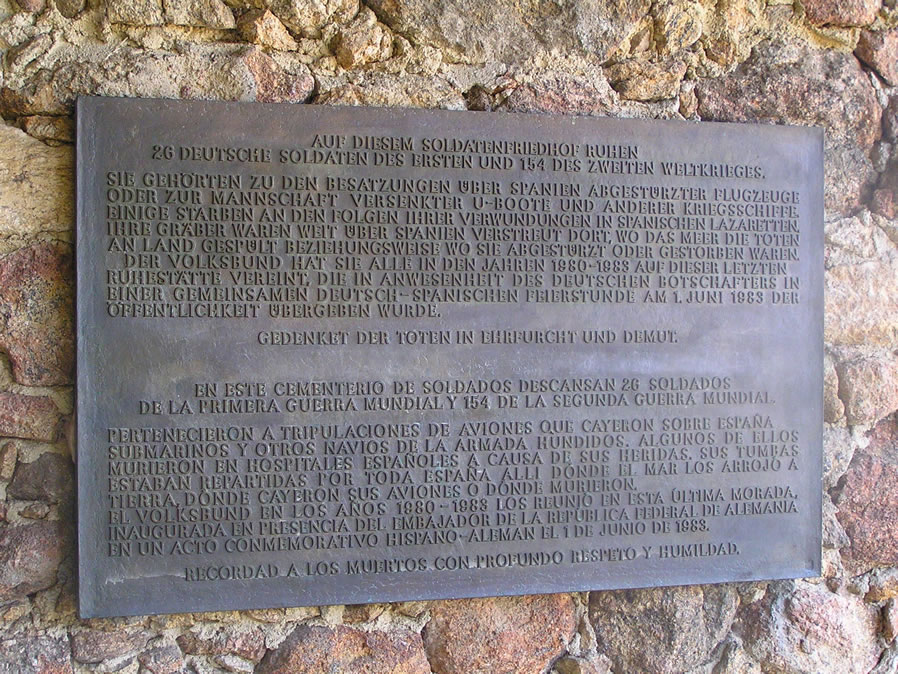 AUF DIESEM SOLDATENFRIEDHOF RUHEN
26 DEUTSCHE SOLDATEN DES ERSTEN UND 154 DES ZWEITEN WELTKRIEGES.
SIE GEHÖRTEN ZU DEN BESATZUNGEN ÜBER SPANIEN ABGESTÜRZTER FLUGZEUGE
ODER ZUR MANNSCHAFT VERSENKTER U-BOOTE UND ANDERER KRIEGSSCHIFFE.
EINIGE STARBEN AN DEN FOLGEN IHRER VERWUNDUNGEN IN SPANISCHEN LAZARETTEN.
IHRE GRÄBER WAREN WEIT ÜBER SPANIEN VERSTREUT DORT, WO DAS MEER DIE TOTEN
AN LAND GESPÜLT BEZIEHUNGSWEISE WO SIE ABGESTÜRZT ODER GESTORBEN WAREN.
DER VOLKSBUND HAT SIE ALLE IN DEN JAHREN 1980-1983 AUF DIESER LETZTEN
RUHESTÄTTE VEREINT, DIE IN ANWESENHEIT DES DEUTSCHEN BOTSCHAFTERS IN
EINER GEMEINSAMEN DEUTSCH-SPANISCHEN FEIERSTUNDE AM 1. JUNI 1983 DER
ÖFFENTLICHKEIT ÜBERGEBEN WURDE.
GEDENKET DER TOTEN IN EHRFURCHT UND DEMUT.
EN ESTE CEMENTERIO DE SOLDADOS DESCANSAN 26 SOLDADOS
DE LA PRIMERA GUERRA MUNDIAL Y 154 DE LA SEGUNDA GUERRA MUNDIAL.
PERTENECIERON A TRIPULACIONES DE AVIONES QUE CAYERON SOBRE ESPAÑA,
SUBMARINOS Y OTROS NAVIOS DE LA ARMADA HUNDIDOS. ALGUNOS DE ELLOS
MURIERON EN HOSPITALES ESPAÑOLES A CAUSA DE SUS HERIDAS. SUS TUMBAS
ESTABAN REPARTIDAS POR TODA ESPAÑA, ALLI DÓNDE EL MAR LOS ARROJÓ A
TIERRA, DÓNDE CAYERON SUS AVIONES O DÓNDE MURIERON.
EL VOLKSBUND EN LOS AÑOS 1980-1983 LOS REUNIÓ EN ESTA ÚLTIMA MORADA,
INAUGURADA EN PRESENCIA DEL EMBAJADOR DE LA REPÚBLICA FEDERAL DE ALEMANIA
EN UN ACTO CONMEMORATIVO HISPANO-ALEMÁN EL 1 DE JUNIO DE 1983.
RECORDAD A LOS MUERTOS CON PROFUNDO RESPETO Y HUMILDAD.